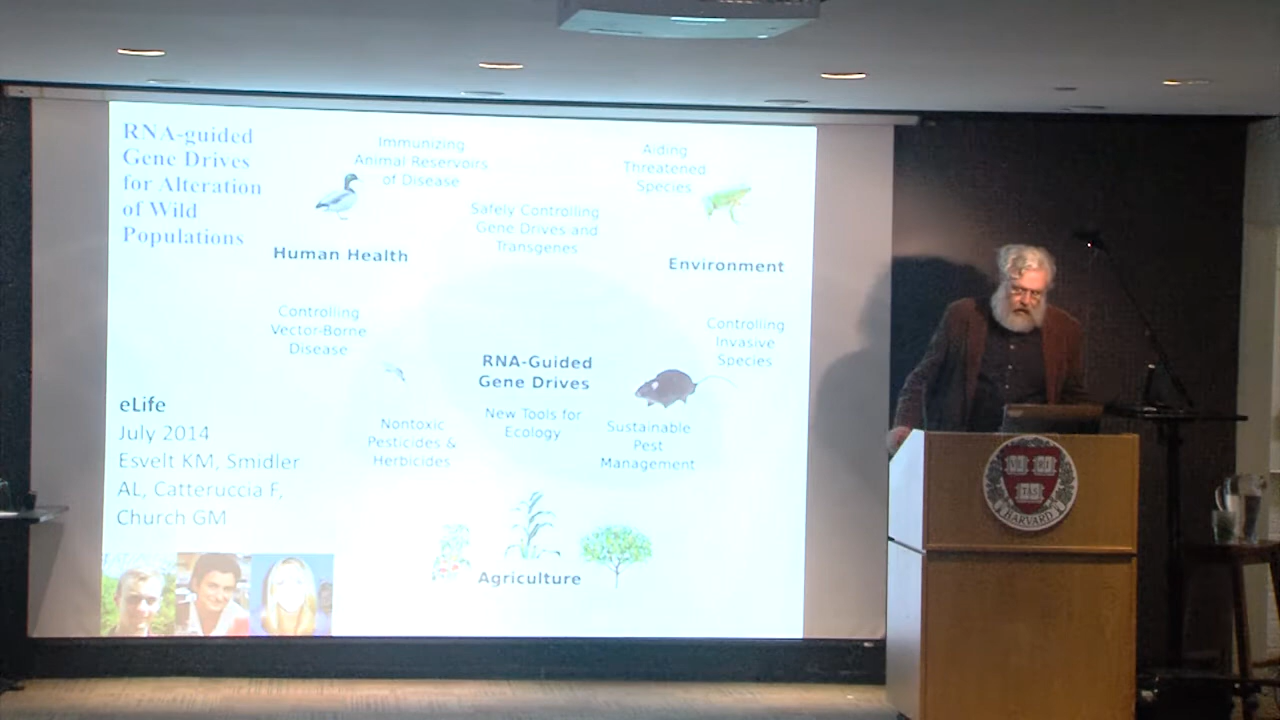 RNA-guided
Gene Drives
for Alteration
of Wild
Populations
Immunizing
Animal Reservoirs
of Disease
Aiding
Threatened
Species
Safely Controlling
Gene Drives and
Transgenes
Human Health
Environment
Controlling
Vector-Borne
Disease
Controlling
Invasive
Species
RNA-Guided
Gene Drives
New Tools for
Ecology
Nontoxic
Pesticides &
Herbicides
Sustainable
Pest
Management
Agriculture
eLife
July 2014
Esvelt KM, Smidler
AL, Catteruccia F,
Church GM
VE RI
TAS
HARVARD